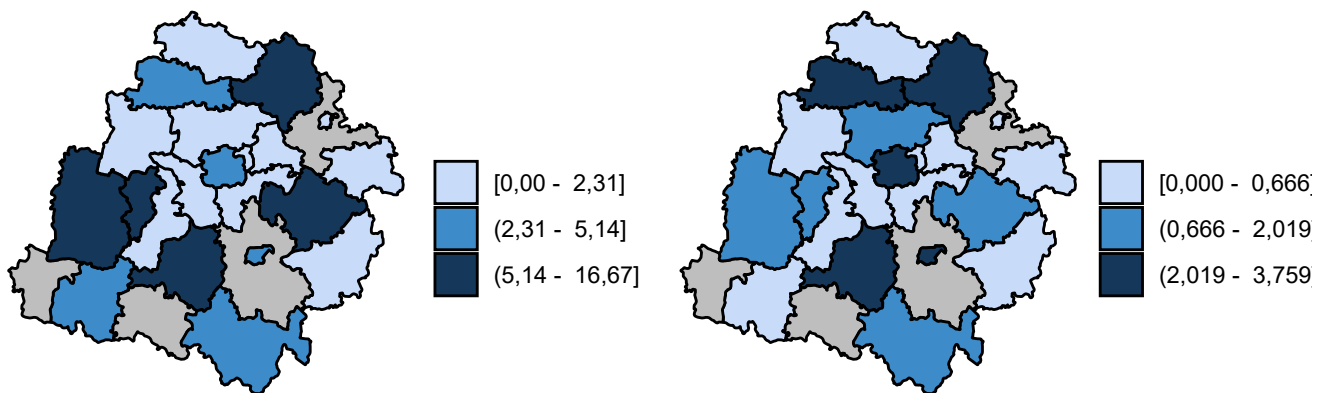 [0,00 - 2,31]
(2,31 - 5,14]
(5,14 - 16,67]
[0,000 - 0,666]
(0,666 - 2,019]
(2,019 - 3,759